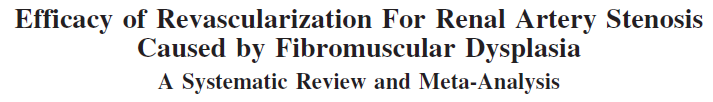 Efficacy of Revascularization For Renal Artery Stenosis
Caused by Fibromuscular Dysplasia
A Systematic Review and Meta-Analysis